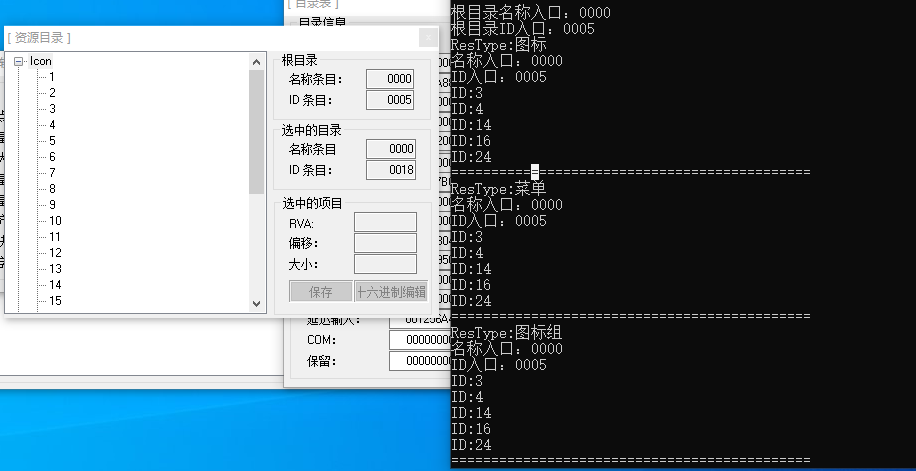 [ 目录表 ]
目录信息
[ 资源目录 ]
Icon
1
2
3
4
5
6
7
8
9
10
11
12
13
14
15
根目录
名称条目： 0000
ID 条目： 0005
选中的目录
名称条目 0000
ID 条目： 0018
选中的项目
RVA:
偏移：
大小：
保存 十六进制编辑
延迟输入：
COM: 0000000
保留： 0000000
根目录名称入口：0000
根目录ID入口：0005
ResType:图标
名称入口：0000
ID入口：0005
ID:3
ID:4
ID:14
ID:16
ID:24
=============================================
ResType:菜单
名称入口：0000
ID入口：0005
ID:3
ID:4
ID:14
ID:16
ID:24
=============================================
ResType:图标组
名称入口：0000
ID入口：0005
ID:3
ID:4
ID:14
ID:16
ID:24
=============================================